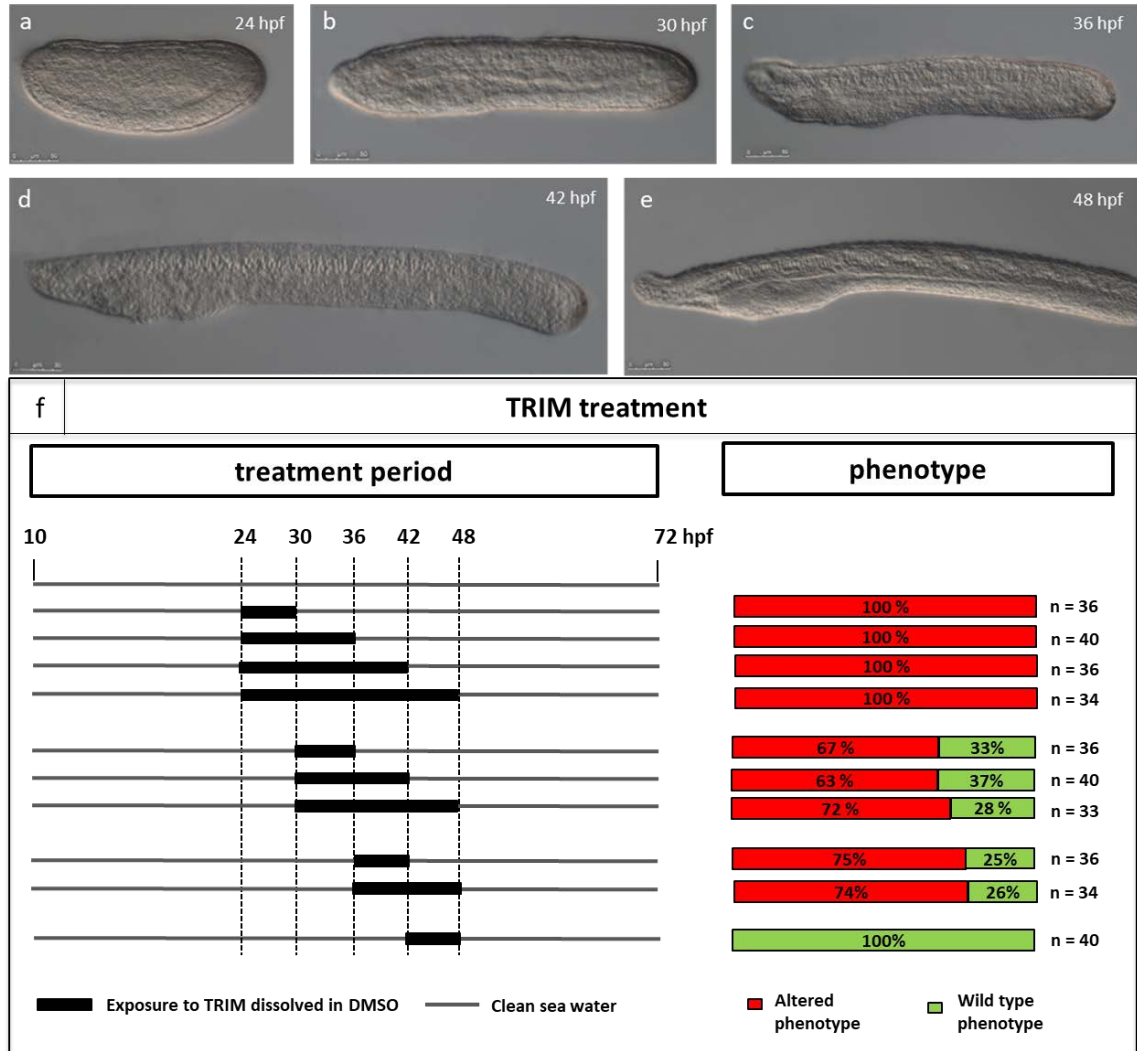 a 24 hpf
b 30 hpf
c 36 hpf
d 42 hpf
e 48 hpf
f TRIM treatment
treatment period phenotype
10 24 30 36 42 48 72 hpf
100 % n = 36
100 % n = 40
100 % n = 36
100 % n = 34
67 % 33% n = 36
63 % 37% n = 40
72 % 28 % n = 33
75% 25% n = 36
74% 26% n = 34
100% n = 40
Exposure to TRIM dissolved in DMSO Clean sea water Altered phenotype Wild type phenotype